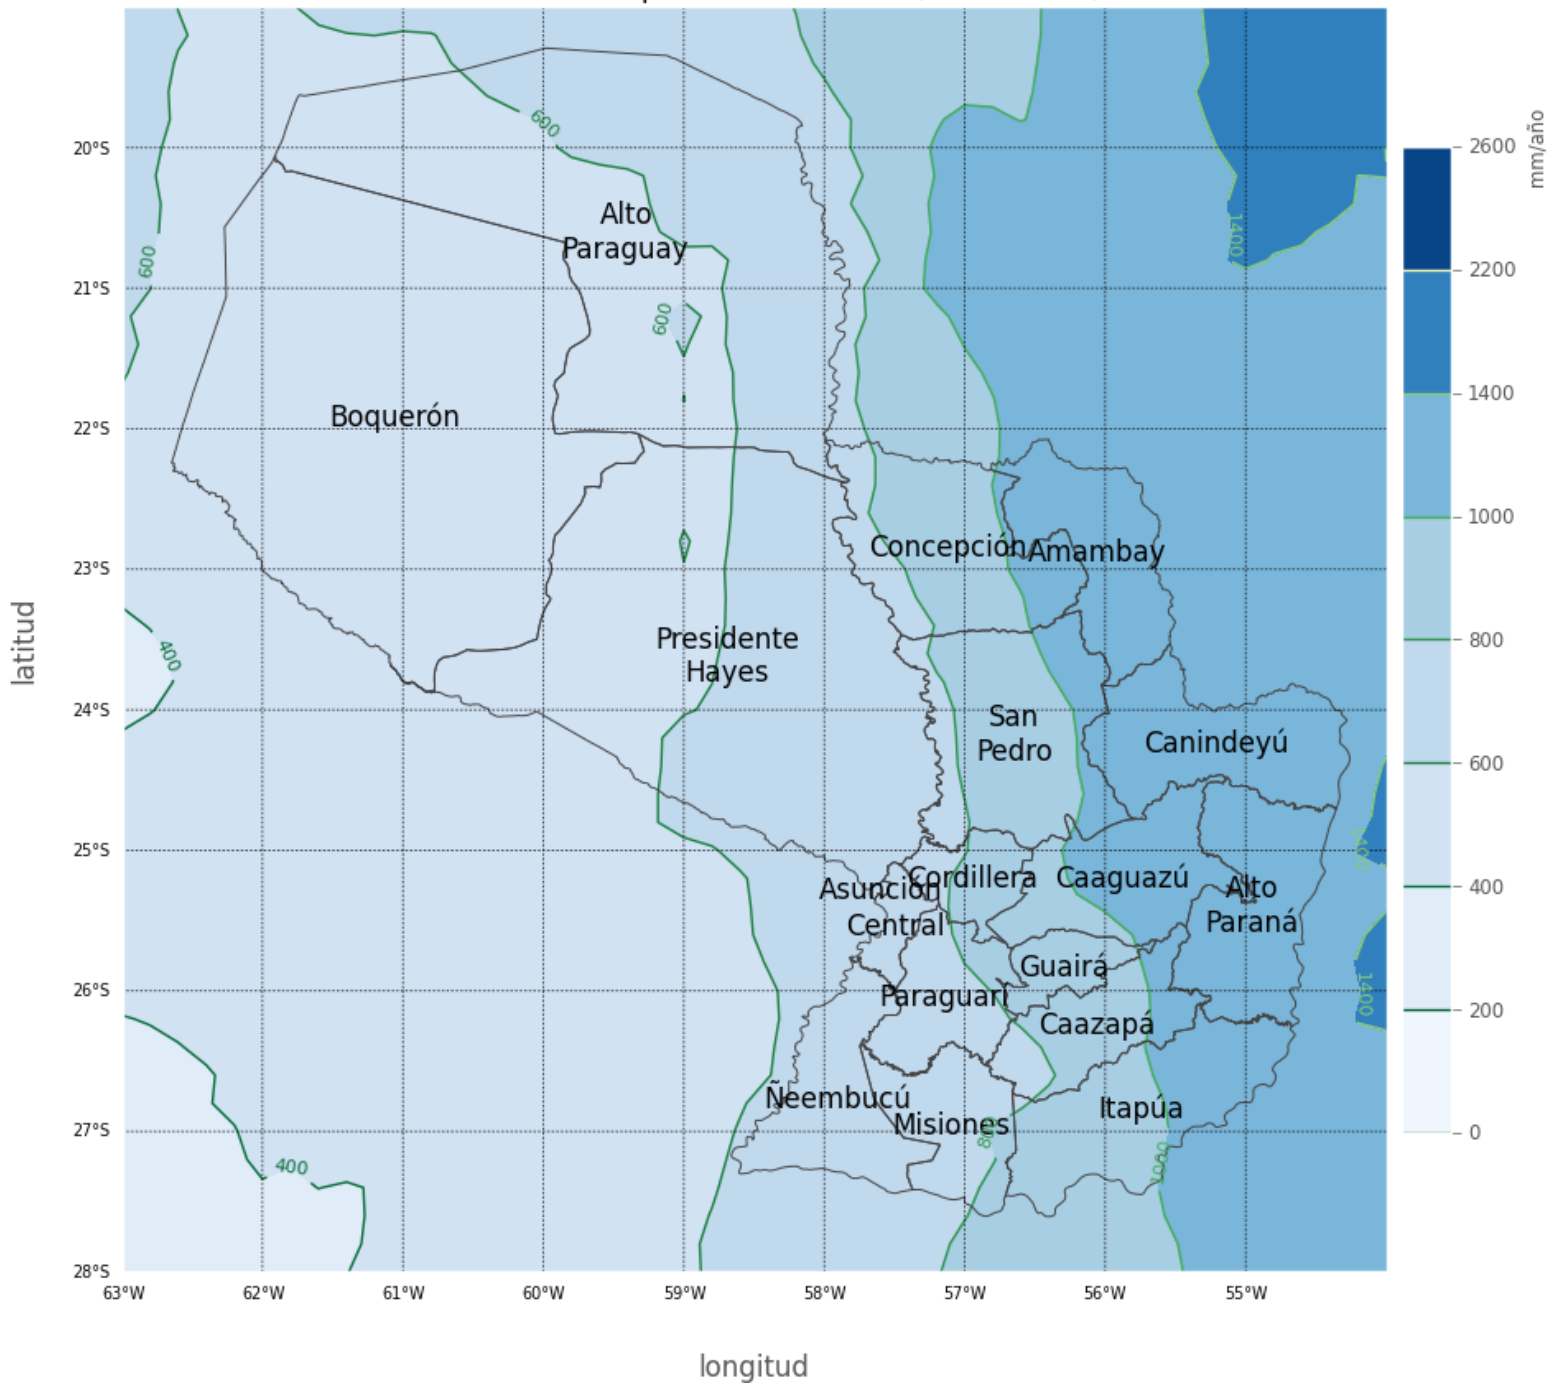 600
20°S
Alto
Paraguay
1400
600
21°S
600
Boquerón
22°S
Concepción
Amambay
23°S
400
Presidente
Hayes
24°S
San
Pedro
Canindeyú
25°S
1400
Asunción
Cordillera
Caaguazú
Alto
Paraná
Central
Guairá
26°S
1400
Paraguarí
Caazapá
Ñeembucú
Misiones
Itapúa
27°S
800
1000
400
28°S
63°W
62°W
61°W
60°W
59°W
58°W
57°W
56°W
55°W
latitud
longitud
2600
2200
1400
1000
800
600
400
200
0
mm/año